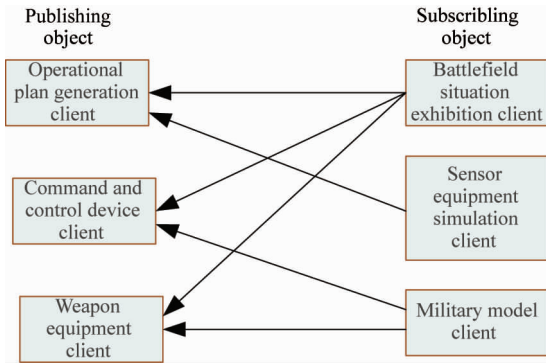 Publishing
object
Subscribling
object
Operational
plan generation
client
Battlefield
situation
exhibition client
Command and
control device
client
Sensor
equipment
simulation
client
Weapon
equipment
client
Military model
client